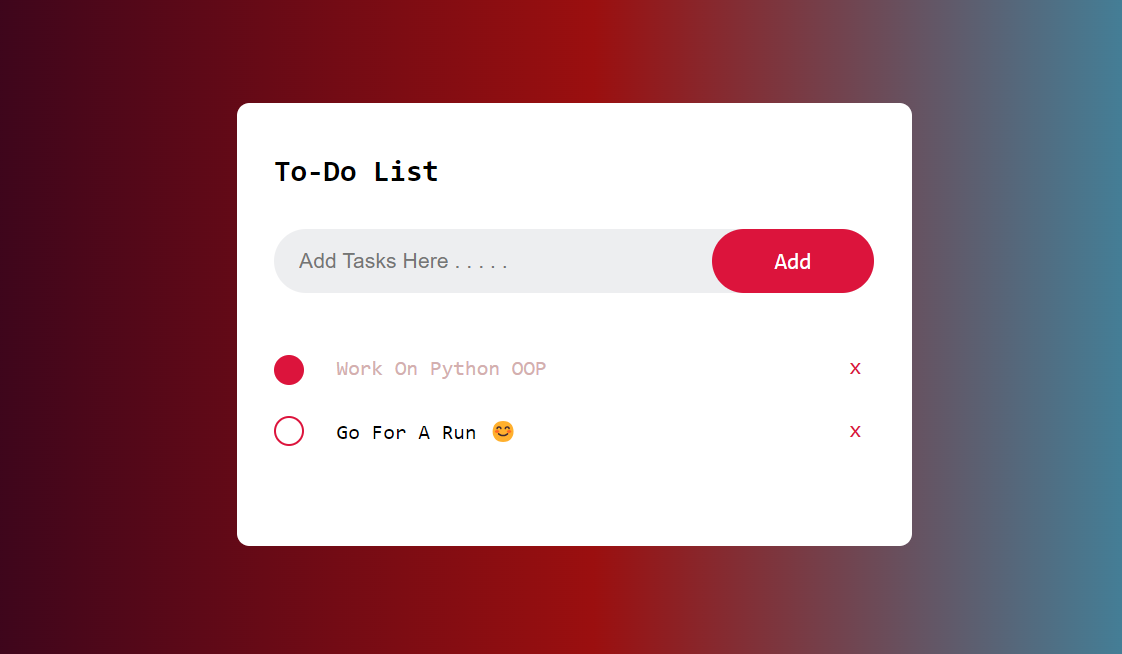 To-Do List
Add Tasks Here . . . . .
Add
Work On Python OOP
x
Go For A Run 😊
x